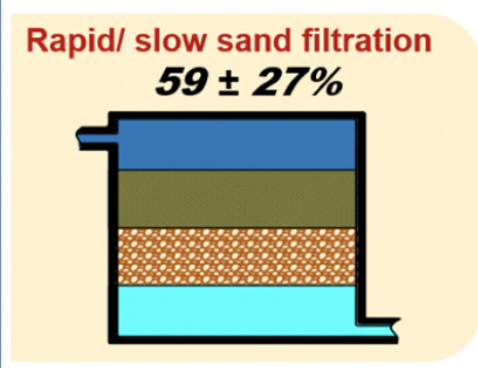 Rapid/ slow sand filtration
59 ± 27%